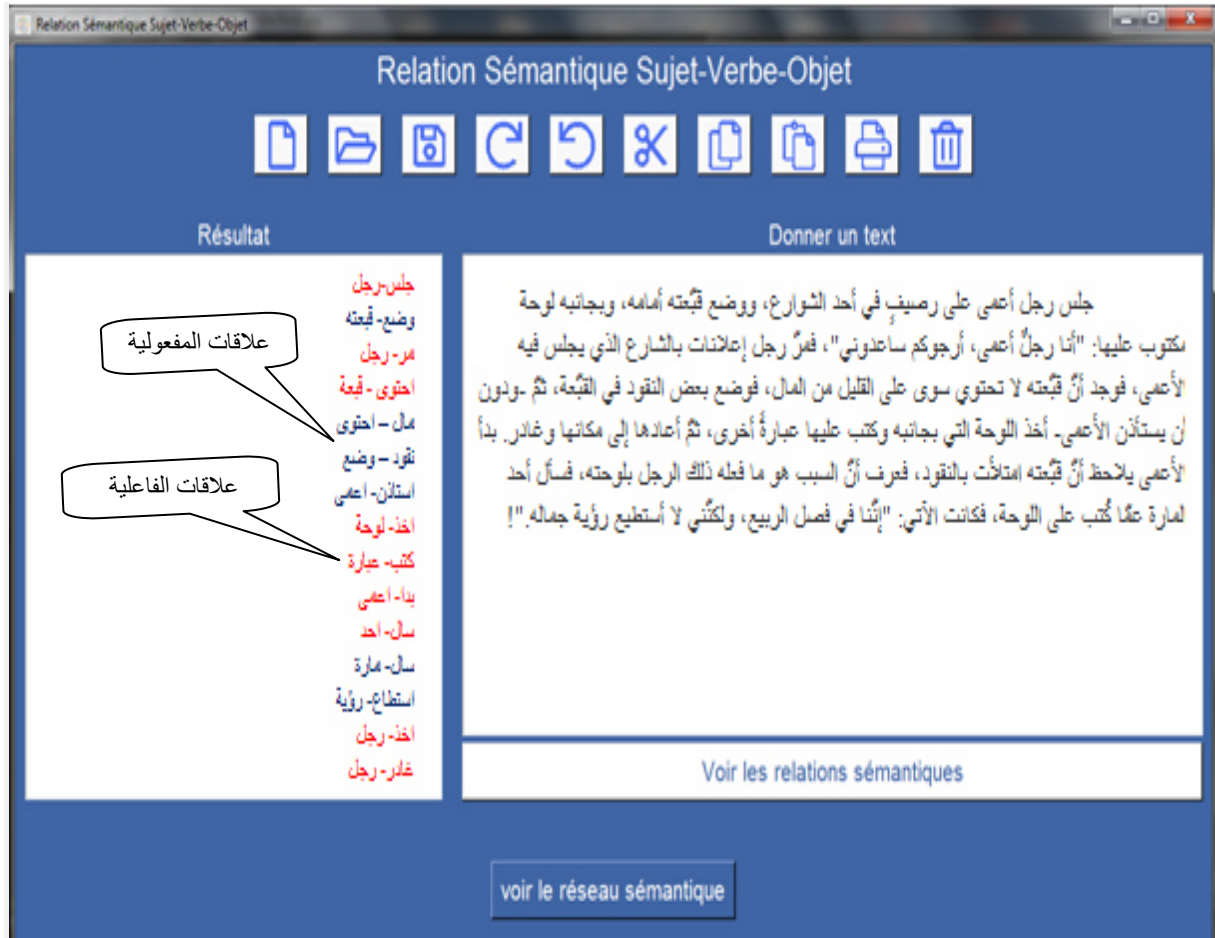 Relation Sémantique Sujet-Verbe-Objet
Relation Sémantique Sujet-Verbe-Objet
Résultat
جلس-رجل
وضع- قبعته
مر- رجل
احتوى - قبعة
مال – احتوى
نقود – وضع
استاذن- اعمى
اخذ- لوحة
كتب- عبارة
بدا- اعمى
سال- احد
سال- مارة
استطاع- رؤية
اخذ- رجل
غادر- رجل
علاقات المفعولية
علاقات الفاعلية
Donner un text
جلس رجل أعمى على رصيفٍ في أحد الشوارع، ووضع قبّعته أمامه، وبجانبه لوحة
مكتوب عليها: "أنا رجلٌ أعمى، أرجوكم ساعدوني"، فمرّ رجل إعلانات بالشارع الذي يجلس فيه
الأعمى، فوجد أنّ قبّعته لا تحتوي سوى على القليل من المال، فوضع بعض النقود في القبّعة، ثمّ -ودون
أن يستأذن الأعمى- أخذ اللوحة التي بجانبه وكتب عليها عبارةً أخرى، ثمّ أعادها إلى مكانها وغادر. بدأ
الأعمى يلاحظ أنّ قبّعته امتلأت بالنقود، فعرف أنّ السبب هو ما فعله ذلك الرجل بلوحته، فسأل أحد
لمارة عمّا كُتب على اللوحة، فكانت الآتي: "إنّنا في فصل الربيع، ولكنّني لا أستطيع رؤية جماله."!
Voir les relations sémantiques
voir le réseau sémantique